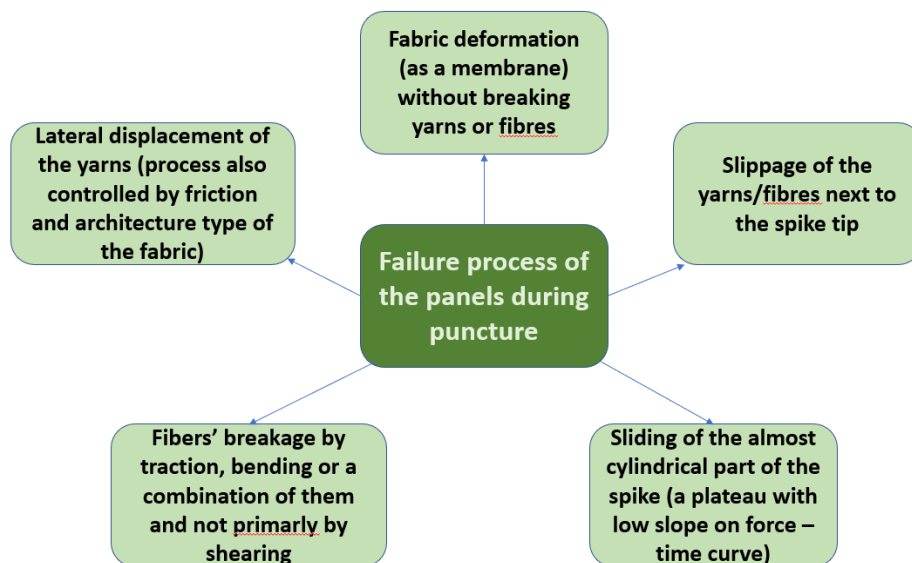 Fabric deformation
(as a membrane)
without breaking
yarns or fibres
Lateral displacement of
the yarns (process also
controlled by friction
and architecture type of
the fabric)
Slippage of the
yarns/fibres next to
the spike tip
Failure process of
the panels during
puncture
Fibers’ breakage by
traction, bending or a
combination of them
and not primarly by
shearing
Sliding of the almost
cylindrical part of the
spike (a plateau with
low slope on force –
time curve)